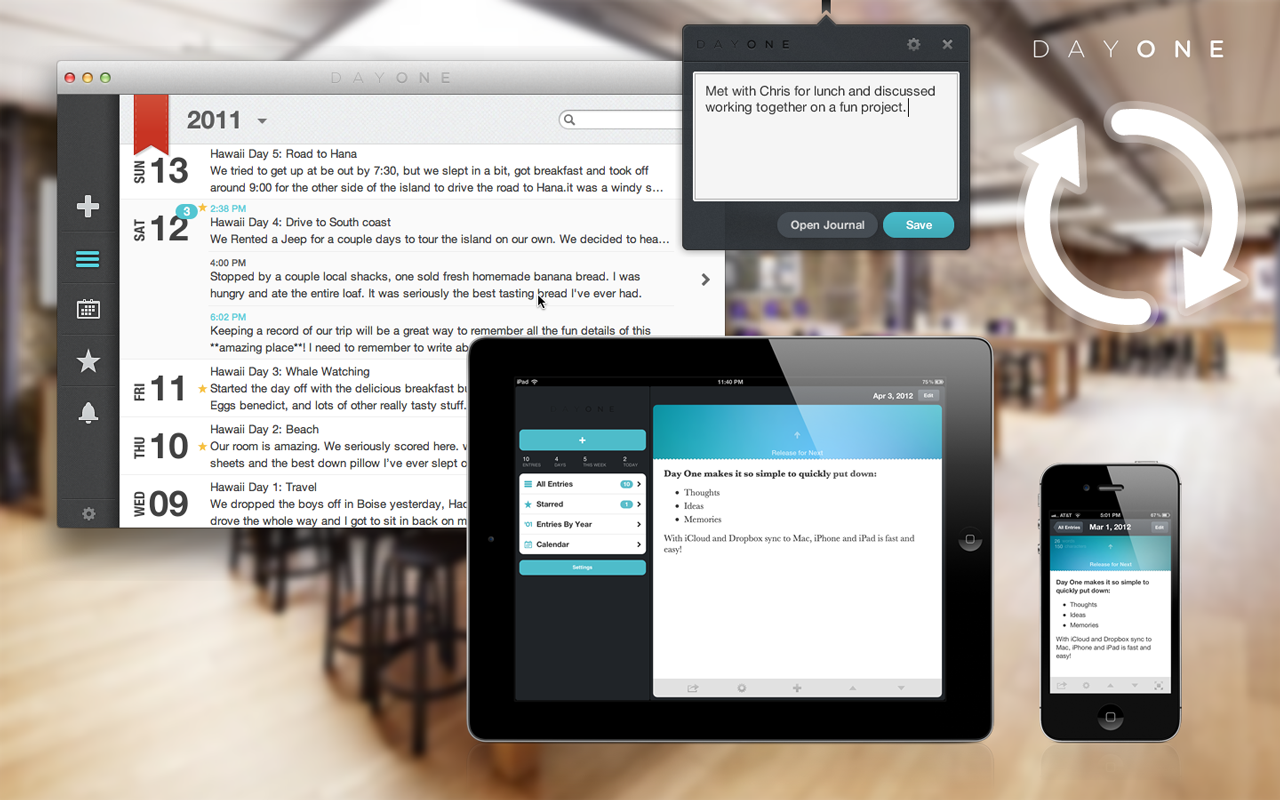 DAYONE
2011
SUN 13
Hawaii Day 5: Road to Hana
We tried to get up at be out by 7:30, but we slept in a bit, got breakfast and took off
around 9:00 for the other side of the island to drive the road to Hana.it was a windy s...
SAT 12
3
2:38 PM
Hawaii Day 4: Drive to South coast
We Rented a Jeep for a couple days to tour the island on our own. We decided to hea...
4:00 PM
Stopped by a couple local shacks, one sold fresh homemade banana bread. I was
hungry and ate the entire loaf. It was seriously the best tasting bread I've ever had.
6:02 PM
Keeping a record of our trip will be a great way to remember all the fun details of this
**amazing place**! I need to remember to write ab
FRI 11
Hawaii Day 3: Whale Watching
Started the day off with the delicious breakfast bu
Eggs benedict, and lots of other really tasty stuff.
THU 10
Hawaii Day 2: Beach
Our room is amazing. We seriously scored here. w
sheets and the best down pillow I've ever slept o
WED 09
Hawaii Day 1: Travel
We dropped the boys off in Boise yesterday, Had
drove the whole way and I got to sit in back on m
DAYONE
Met with Chris for lunch and discussed
working together on a fun project.
Open Journal
Save
DAYONE
iPad
11:40 PM
75%
DAYONE
Apr 3, 2012
Edit
+
10 4 5 2
ENTRIES DAYS THIS WEEK TODAY
All Entries 10
Starred 1
Entries By Year
Calendar
Settings
Release for Next
Day One makes it so simple to quickly put down:
• Thoughts
• Ideas
• Memories
With iCloud and Dropbox sync to Mac, iPhone and iPad is fast and
easy!
AT&T
5:01 PM
67%
All Entries
Mar 1, 2012
Edit
Release for Next
Day One makes it so simple to
quickly put down:
• Thoughts
• Ideas
• Memories
With iCloud and Dropbox sync to
Mac, iPhone and iPad is fast and
easy!